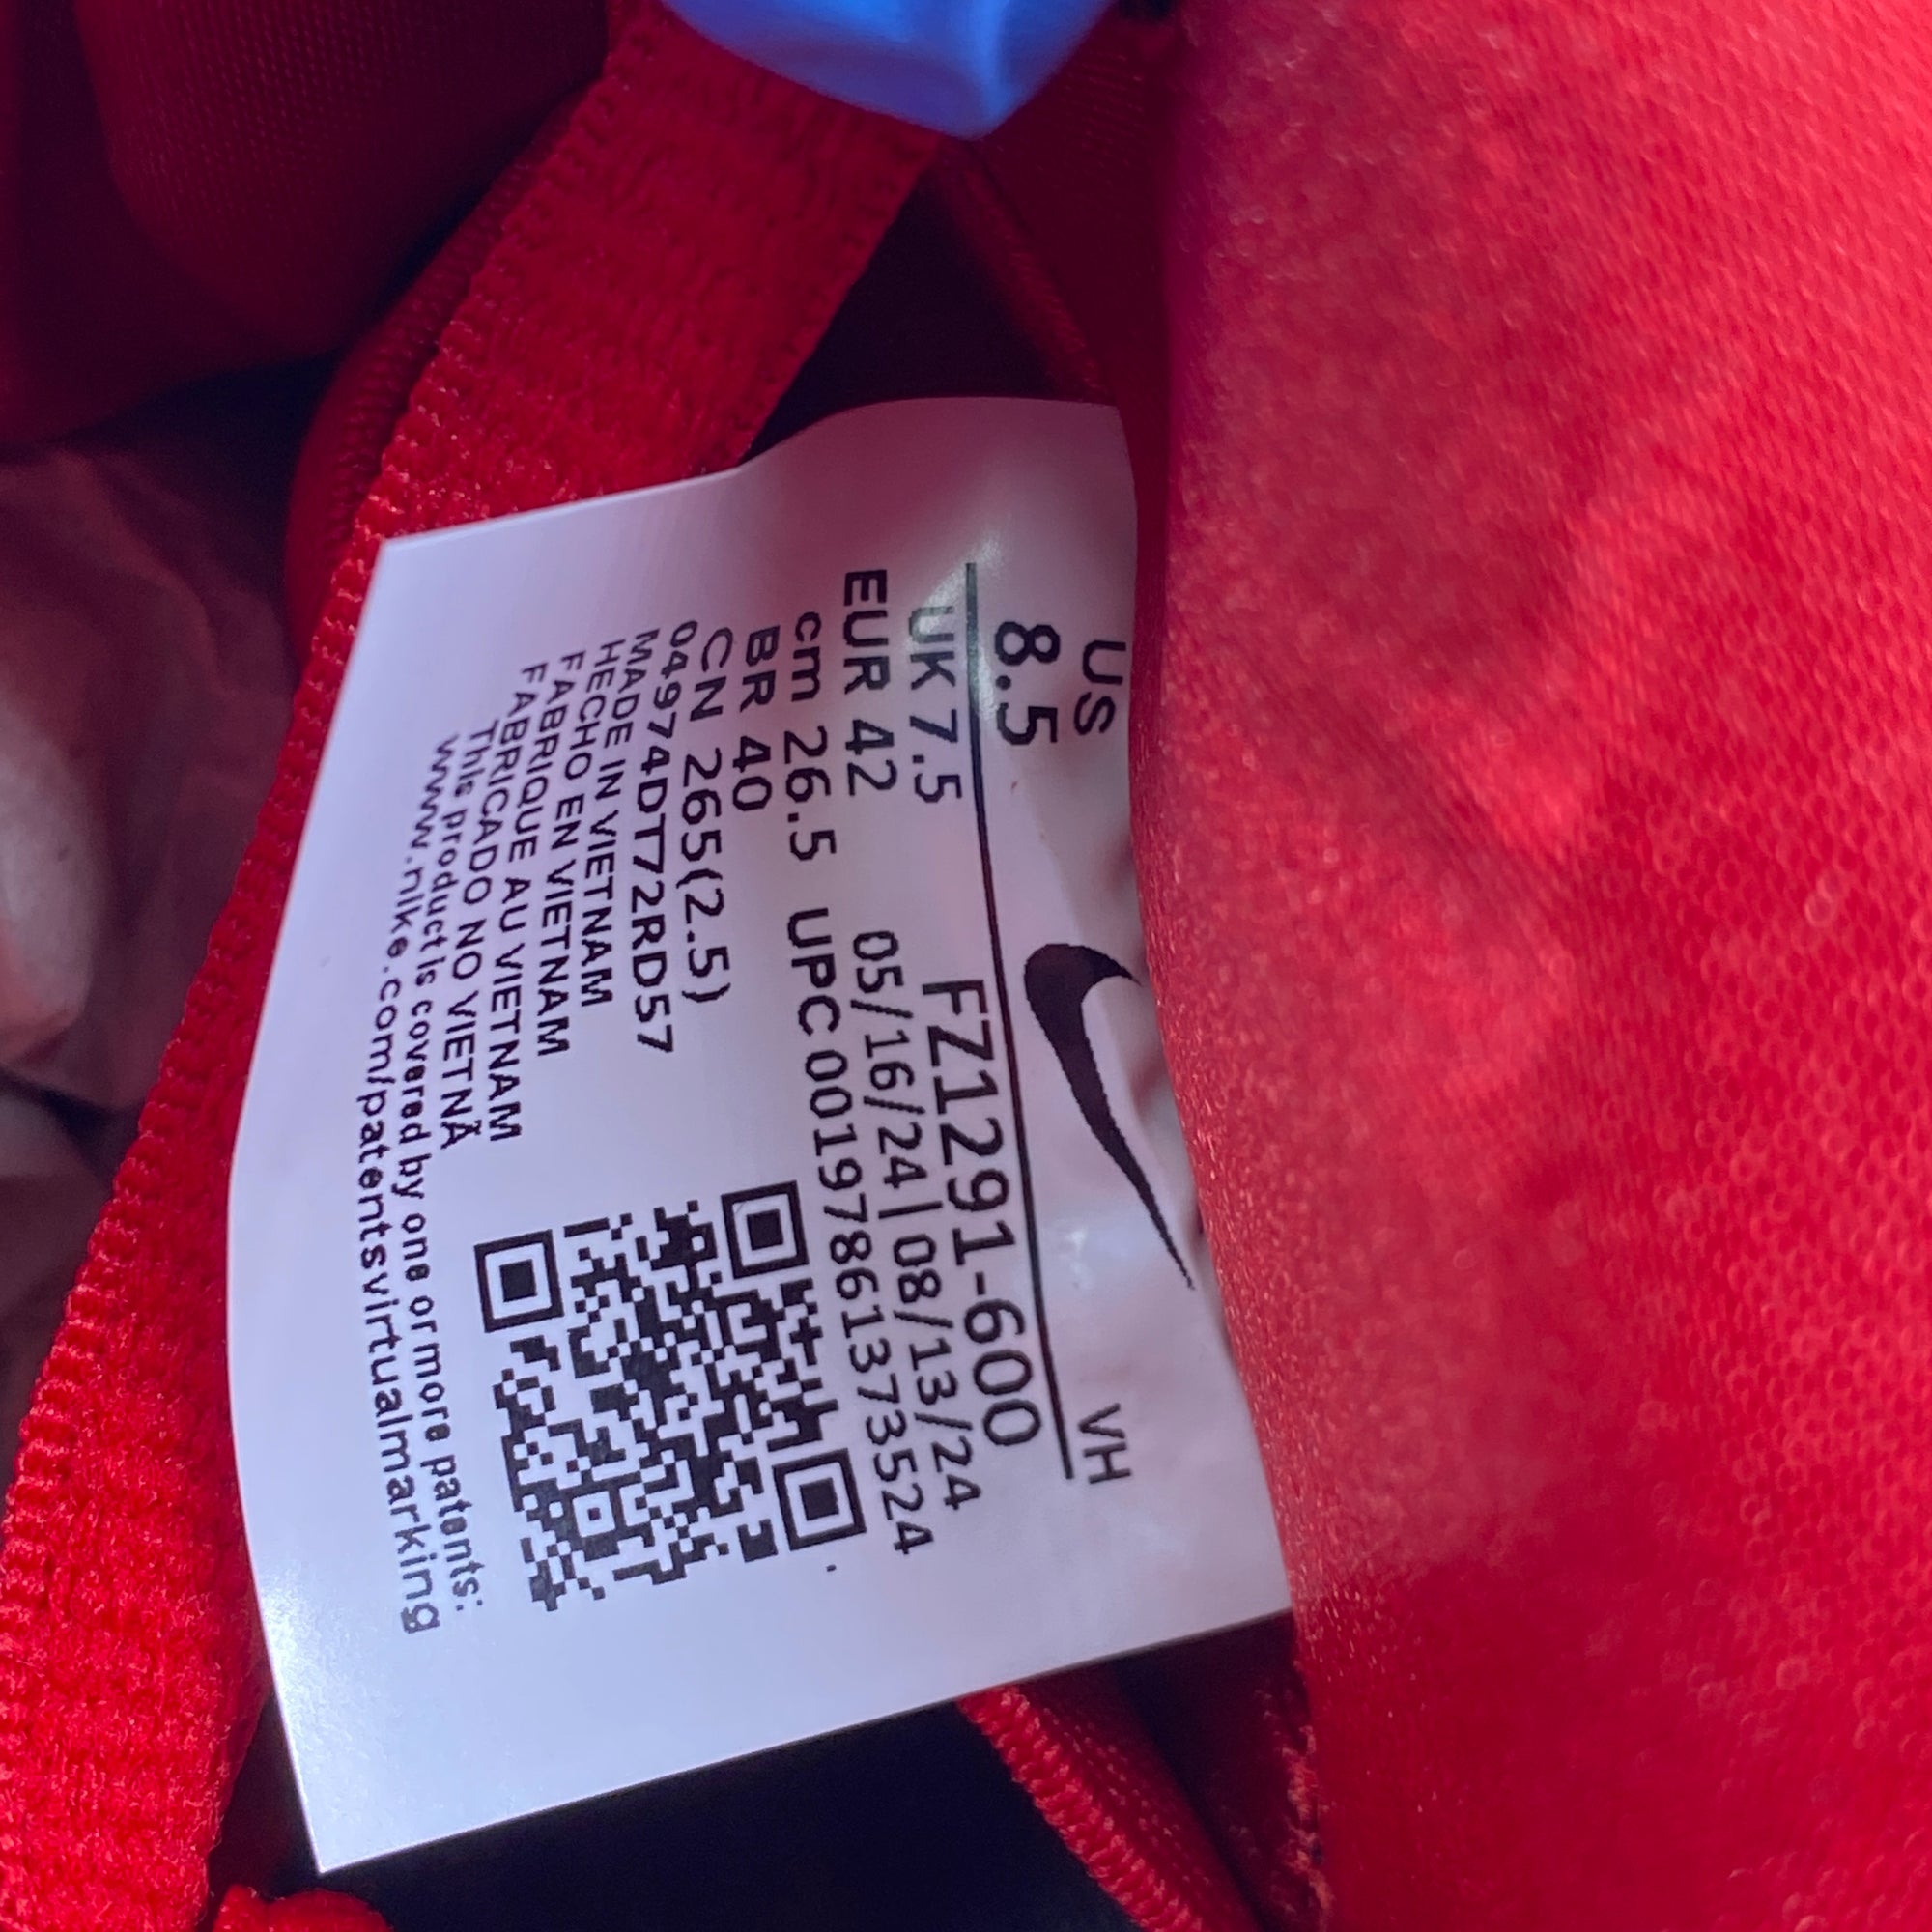 US
8.5
VH
UK 7.5
FZ1291-600
EUR 42
05/16/24|08/13/24
cm 26.5
UPC 00197861373524
BR 40
CN 265(2.5)
04974DT72RD57
MADE IN VIETNAM
HECHO EN VIETNAM
FABRIQUE AU VIETNAM
FABRICADO NO VIETNÃ
This product is covered by one or more patents:
www.nike.com/patentsvirtualmarking